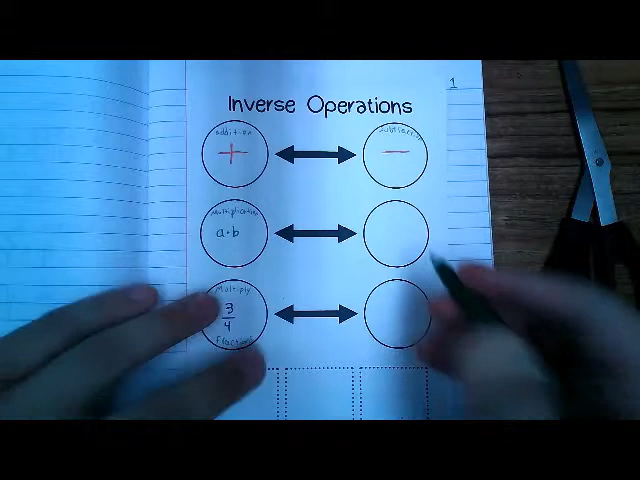 1
Inverse Operations
addition
+
Subtraction
−
Multiplication
a·b
Multiply
3
4
Fractions